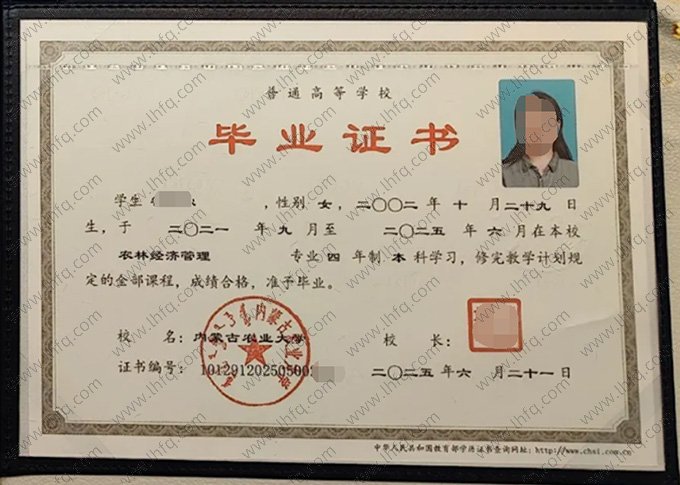 普通高等学校
毕业证书
学生 ，性别 女，二〇〇二 年 十 月二十九 日
生，于 二〇二一 年 九 月至 二〇二五 年 六 月在本校
农林经济管理 专业 四 年制 本 科学习，修完教学计划规
定的全部课程，成绩合格，准予毕业。
校 名：内蒙古农业大学 校 长：
证书编号：10129120250500
二〇二五 年 六 月二十一日
中华人民共和国教育部学历证书查询网址：http://www.chsi.com.cn
www.lhfq.com